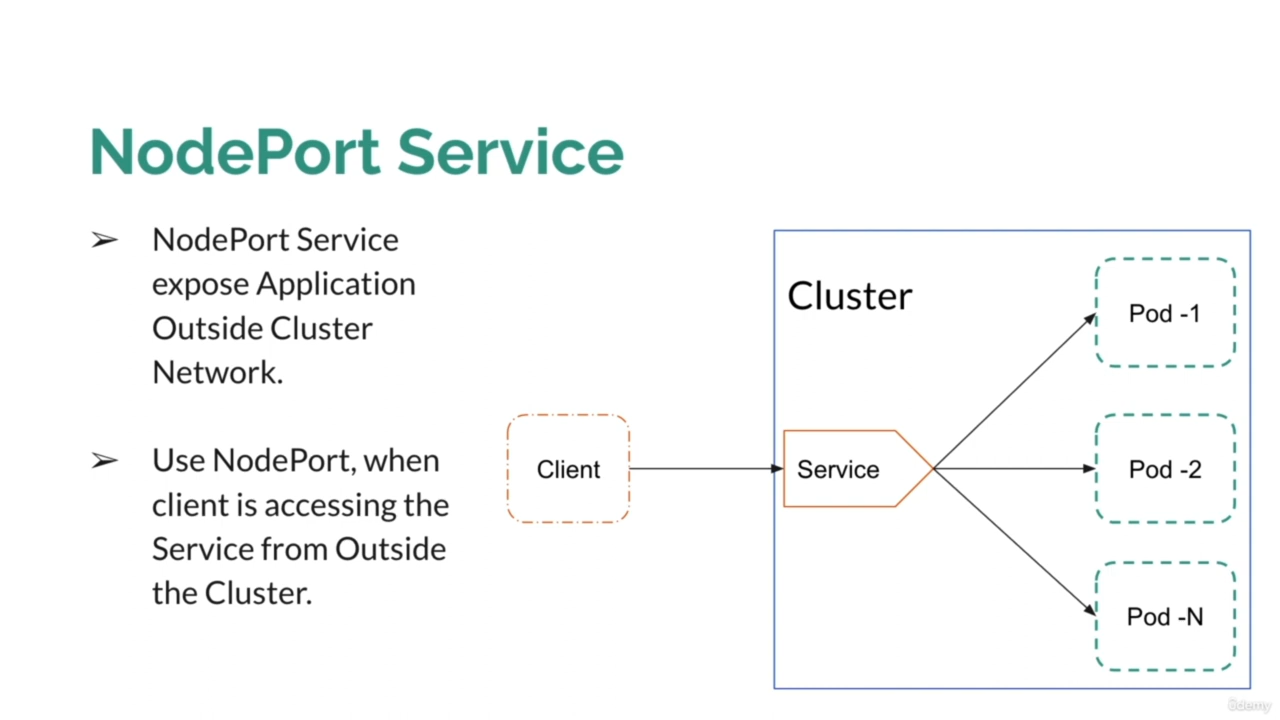 NodePort Service
➢ NodePort Service
expose Application
Outside Cluster
Network.
➢ Use NodePort, when
client is accessing the
Service from Outside
the Cluster.
Client
Cluster
Service
Pod -1
Pod -2
Pod -N
ûdemy